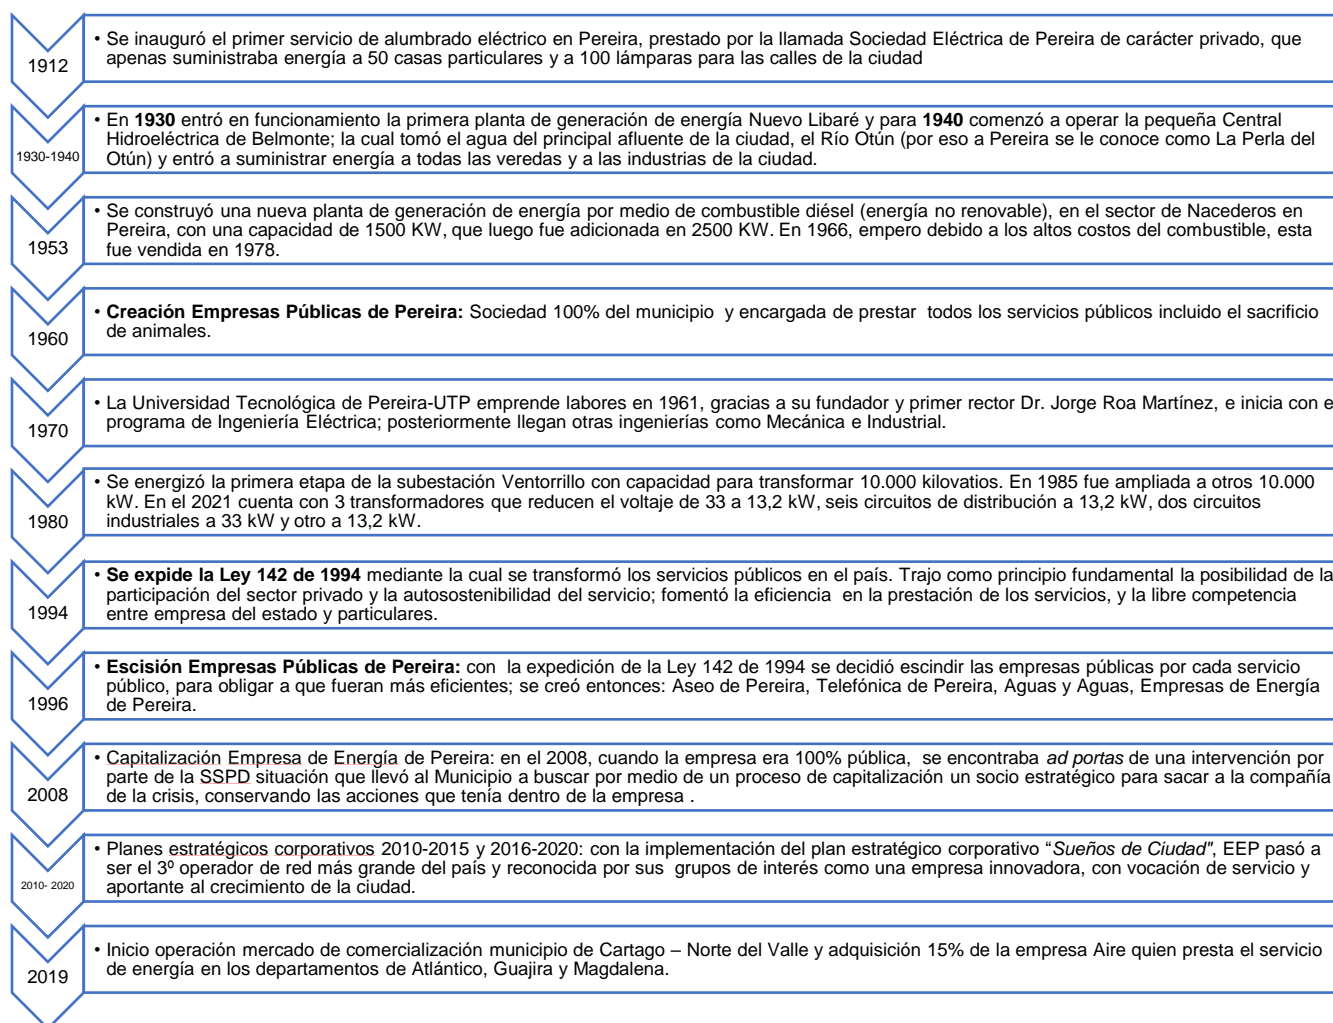 1912
• Se inauguró el primer servicio de alumbrado eléctrico en Pereira, prestado por la llamada Sociedad Eléctrica de Pereira de carácter privado, que
apenas suministraba energía a 50 casas particulares y a 100 lámparas para las calles de la ciudad
1930-1940
• En 1930 entró en funcionamiento la primera planta de generación de energía Nuevo Libaré y para 1940 comenzó a operar la pequeña Central
Hidroeléctrica de Belmonte; la cual tomó el agua del principal afluente de la ciudad, el Río Otún (por eso a Pereira se le conoce como La Perla del
Otún) y entró a suministrar energía a todas las veredas y a las industrias de la ciudad.
1953
• Se construyó una nueva planta de generación de energía por medio de combustible diésel (energía no renovable), en el sector de Nacederos en
Pereira, con una capacidad de 1500 KW, que luego fue adicionada en 2500 KW. En 1966, empero debido a los altos costos del combustible, esta
fue vendida en 1978.
1960
• Creación Empresas Públicas de Pereira: Sociedad 100% del municipio y encargada de prestar todos los servicios públicos incluido el sacrificio
de animales.
1970
• La Universidad Tecnológica de Pereira-UTP emprende labores en 1961, gracias a su fundador y primer rector Dr. Jorge Roa Martínez, e inicia con e
programa de Ingeniería Eléctrica; posteriormente llegan otras ingenierías como Mecánica e Industrial.
1980
• Se energizó la primera etapa de la subestación Ventorrillo con capacidad para transformar 10.000 kilovatios. En 1985 fue ampliada a otros 10.000
kW. En el 2021 cuenta con 3 transformadores que reducen el voltaje de 33 a 13,2 kW, seis circuitos de distribución a 13,2 kW, dos circuitos
industriales a 33 kW y otro a 13,2 kW.
1994
• Se expide la Ley 142 de 1994 mediante la cual se transformó los servicios públicos en el país. Trajo como principio fundamental la posibilidad de la
participación del sector privado y la autosostenibilidad del servicio; fomentó la eficiencia en la prestación de los servicios, y la libre competencia
entre empresa del estado y particulares.
1996
• Escisión Empresas Públicas de Pereira: con la expedición de la Ley 142 de 1994 se decidió escindir las empresas públicas por cada servicio
público, para obligar a que fueran más eficientes; se creó entonces: Aseo de Pereira, Telefónica de Pereira, Aguas y Aguas, Empresas de Energía
de Pereira.
2008
• Capitalización Empresa de Energía de Pereira: en el 2008, cuando la empresa era 100% pública, se encontraba ad portas de una intervención por
parte de la SSPD situación que llevó al Municipio a buscar por medio de un proceso de capitalización un socio estratégico para sacar a la compañía
de la crisis, conservando las acciones que tenía dentro de la empresa .
2010- 2020
• Planes estratégicos corporativos 2010-2015 y 2016-2020: con la implementación del plan estratégico corporativo “Sueños de Ciudad", EEP pasó a
ser el 3º operador de red más grande del país y reconocida por sus grupos de interés como una empresa innovadora, con vocación de servicio y
aportante al crecimiento de la ciudad.
2019
• Inicio operación mercado de comercialización municipio de Cartago – Norte del Valle y adquisición 15% de la empresa Aire quien presta el servicio
de energía en los departamentos de Atlántico, Guajira y Magdalena.